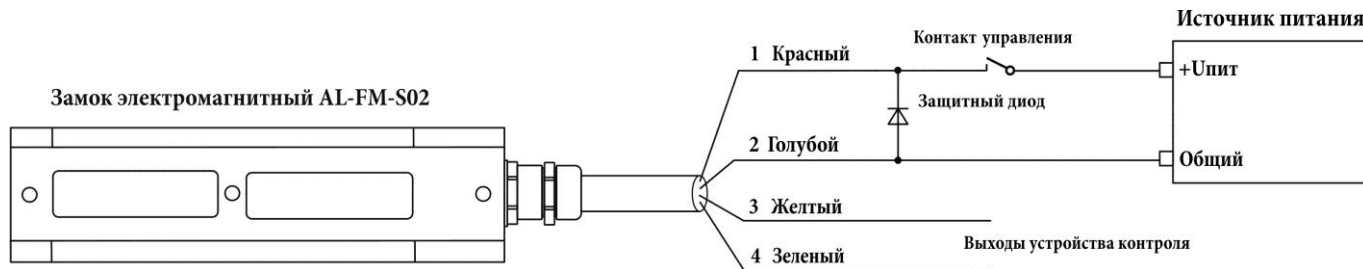 Источник питания
Контакт управления
1 Красный
+Uпит
Замок электромагнитный AL-FM-S02
Защитный диод
2 Голубой
Общий
3 Желтый
Выходы устройства контроля
4 Зеленый